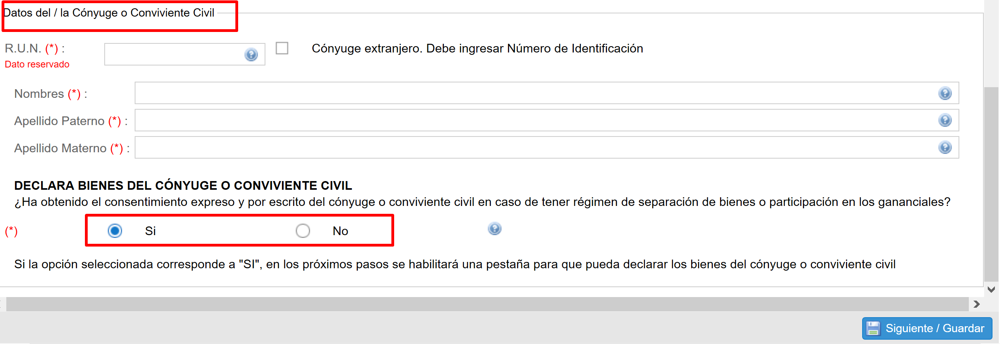 Datos del / la Cónyuge o Conviviente Civil
R.U.N. (*) :
Cónyuge extranjero. Debe ingresar Número de Identificación
Dato reservado
Nombres (*) :
Apellido Paterno (*) :
Apellido Materno (*) :
DECLARA BIENES DEL CÓNYUGE O CONVIVIENTE CIVIL
¿Ha obtenido el consentimiento expreso y por escrito del cónyuge o conviviente civil en caso de tener régimen de separación de bienes o participación en los gananciales?
(*) Si No
Si la opción seleccionada corresponde a "SI", en los próximos pasos se habilitará una pestaña para que pueda declarar los bienes del cónyuge o conviviente civil
Siguiente / Guardar